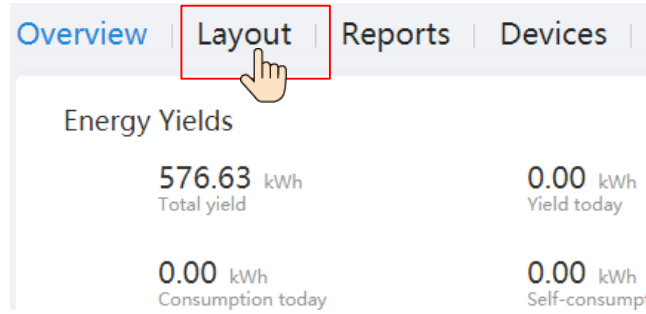 Overview | Layout | Reports | Devices |
Energy Yields
576.63 kWh 0.00 kWh
Total yield Yield today
0.00 kWh 0.00 kWh
Consumption today